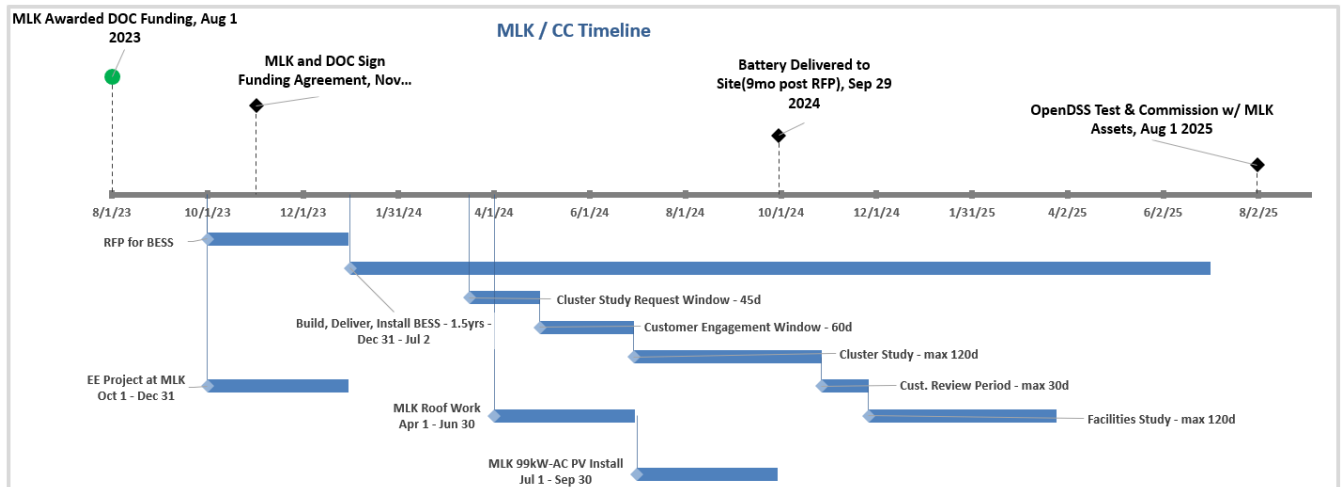 MLK / CC Timeline
MLK Awarded DOC Funding, Aug 1
2023
MLK and DOC Sign
Funding Agreement, Nov...
Battery Delivered to
Site(9mo post RFP), Sep 29
2024
OpenDSS Test & Commission w/ MLK
Assets, Aug 1 2025
8/1/23 10/1/23 12/1/23 1/31/24 4/1/24 6/1/24 8/1/24 10/1/24 12/1/24 1/31/25 4/2/25 6/2/25 8/2/25
RFP for BESS
Build, Deliver, Install BESS - 1.5yrs -
Dec 31 - Jul 2
Cluster Study Request Window - 45d
Customer Engagement Window - 60d
Cluster Study - max 120d
EE Project at MLK
Oct 1 - Dec 31
Cust. Review Period - max 30d
MLK Roof Work
Apr 1 - Jun 30
Facilities Study - max 120d
MLK 99kW-AC PV Install
Jul 1 - Sep 30